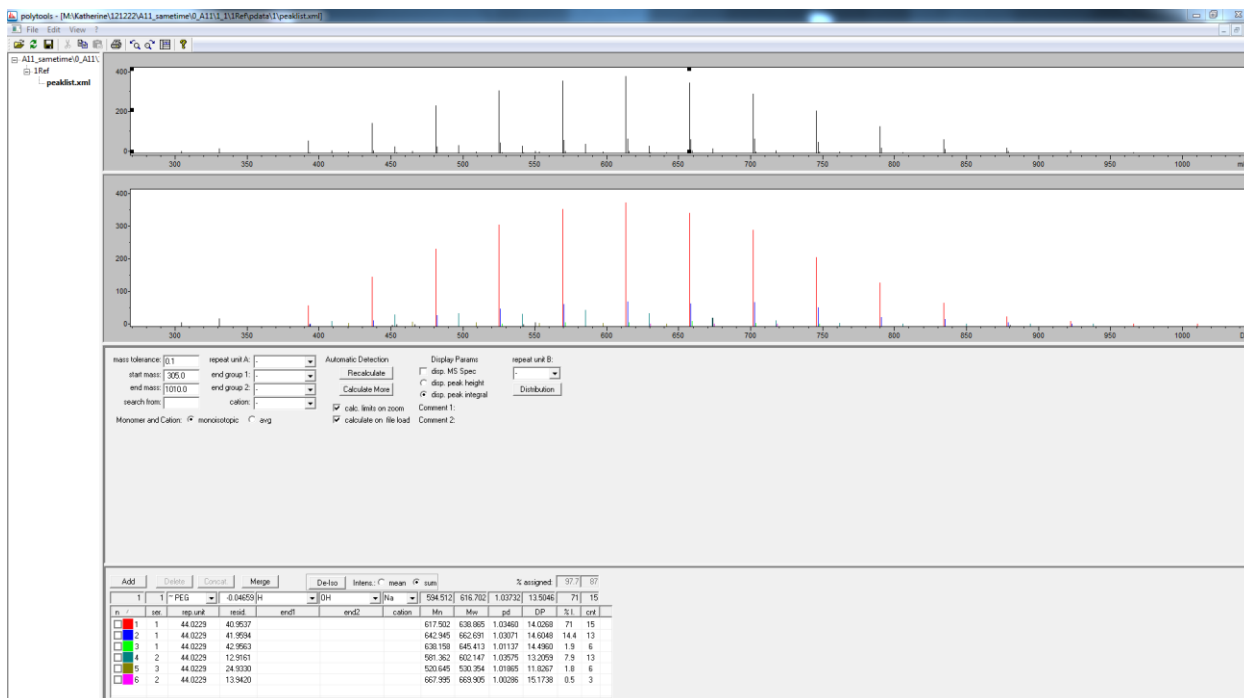 polytools - [M:\Katherine\121222\A11_sametime\0_A11\1_1\1Ref\pdata\1\peaklist.xml]
File Edit View ?
A11_sametime\0_A11\
1Ref
peaklist.xml
400
200
0
300 350 400 450 500 550 600 650 700 750 800 850 900 950 1000
400
300
200
100
0
300 350 400 450 500 550 600 650 700 750 800 850 900 950 1000
mass tolerance: 0.1 repeat unit A: - Automatic Detection Display Params repeat unit B:
start mass: 305.0 end group 1: - Recalculate disp. MS Spec -
end mass: 1010.0 end group 2: - Calculate More disp. peak height Distribution
search from: cation: - calc. limits on zoom disp. peak integral
Monomer and Cation: monoisotopic avg calculate on file load Comment 1:
Comment 2:
Add Delete Concat Merge De-Iso Intens.: mean sum % assigned: 97.7 87
1 1 ~ PEG -0.04659 H OH Na 594.512 616.702 1.03732 13.5046 71 15
n / ser. rep.unit resid. end1 end2 cation Mn Mw pd DP % I. cnt
1 1 44.0229 40.9537 617.502 638.865 1.03460 14.0268 71 15
2 1 44.0229 41.9594 642.945 662.691 1.03071 14.6048 14.4 13
3 1 44.0229 42.9563 638.158 645.413 1.01137 14.4960 1.9 6
4 2 44.0229 12.9161 581.362 602.147 1.03575 13.2059 7.9 13
5 3 44.0229 24.9330 520.645 530.354 1.01865 11.8267 1.8 6
6 2 44.0229 13.9420 667.995 669.905 1.00286 15.1738 0.5 3